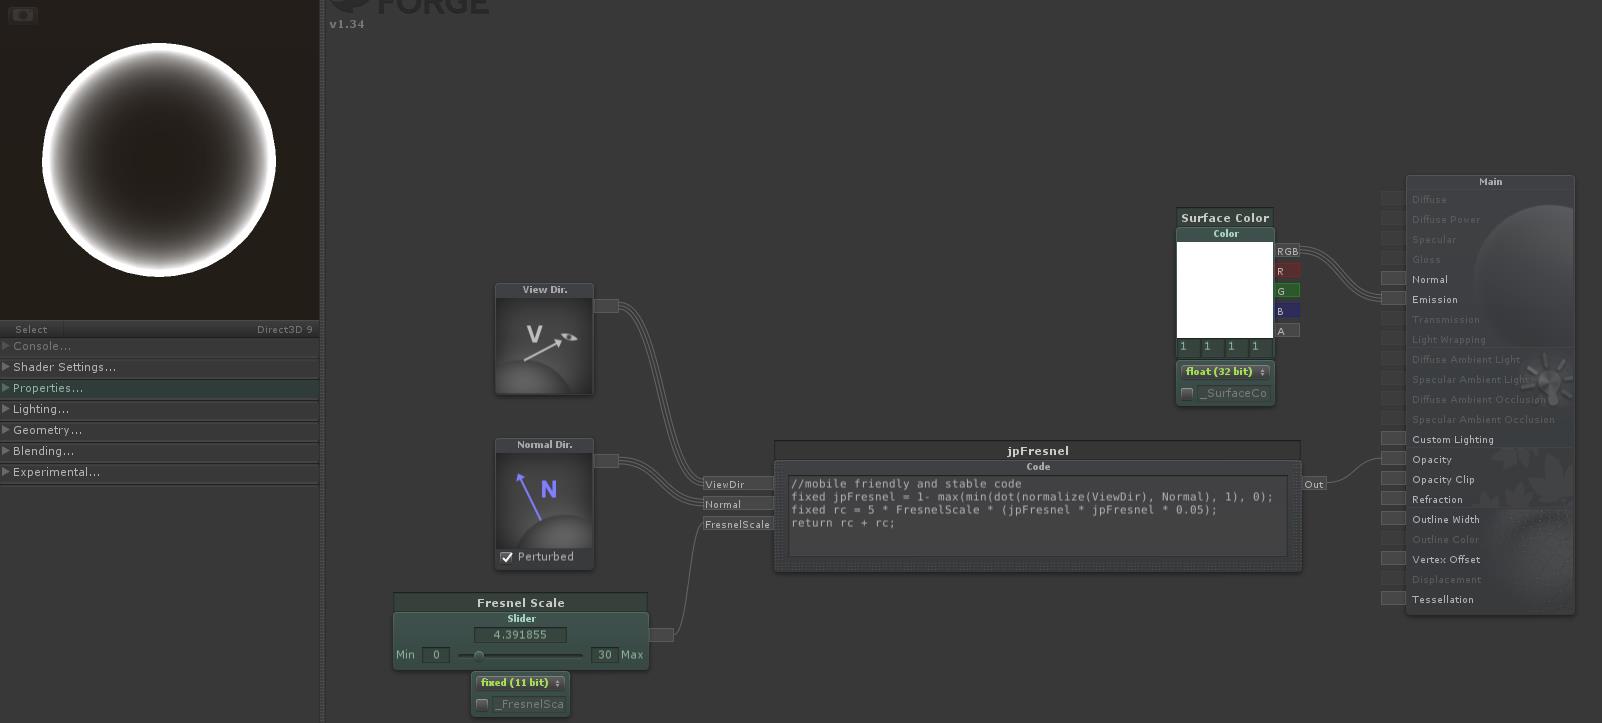 FORGE
v1.34
Select
Direct3D 9
Console...
Shader Settings...
Properties...
Lighting...
Geometry...
Blending...
Experimental...
View Dir.
V
Normal Dir.
N
Perturbed
Fresnel Scale
Slider
4.391855
Min 0 30 Max
fixed (11 bit)
_FresnelSca
jpFresnel
Code
ViewDir
Normal
FresnelScale
//mobile friendly and stable code
fixed jpFresnel = 1- max(min(dot(normalize(ViewDir), Normal), 1), 0);
fixed rc = 5 * FresnelScale * (jpFresnel * jpFresnel * 0.05);
return rc + rc;
Out
Surface Color
Color
RGB
R
G
B
A
1 1 1 1
float (32 bit)
_SurfaceCo
Main
Diffuse
Diffuse Power
Specular
Gloss
Normal
Emission
Transmission
Light Wrapping
Diffuse Ambient Light
Specular Ambient Light
Diffuse Ambient Occlusion
Specular Ambient Occlusion
Custom Lighting
Opacity
Opacity Clip
Refraction
Outline Width
Outline Color
Vertex Offset
Displacement
Tessellation